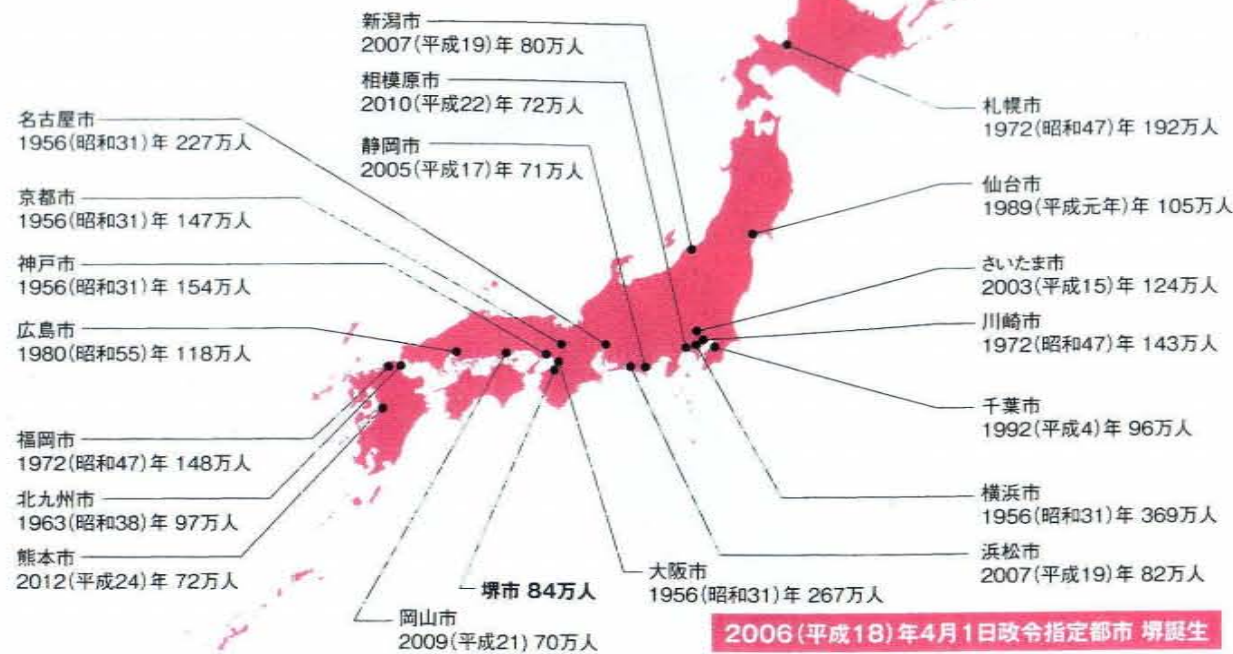 新潟市
2007(平成19)年 80万人
相模原市
2010(平成22)年 72万人
静岡市
2005(平成17)年 71万人
名古屋市
1956(昭和31)年 227万人
京都市
1956(昭和31)年 147万人
神戸市
1956(昭和31)年 154万人
広島市
1980(昭和55)年 118万人
福岡市
1972(昭和47)年 148万人
北九州市
1963(昭和38)年 97万人
熊本市
2012(平成24)年 72万人
札幌市
1972(昭和47)年 192万人
仙台市
1989(平成元年)年 105万人
さいたま市
2003(平成15)年 124万人
川崎市
1972(昭和47)年 143万人
千葉市
1992(平成4)年 96万人
横浜市
1956(昭和31)年 369万人
浜松市
2007(平成19)年 82万人
大阪市
1956(昭和31)年 267万人
堺市 84万人
岡山市
2009(平成21) 70万人
2006(平成18)年4月1日政令指定都市 堺誕生